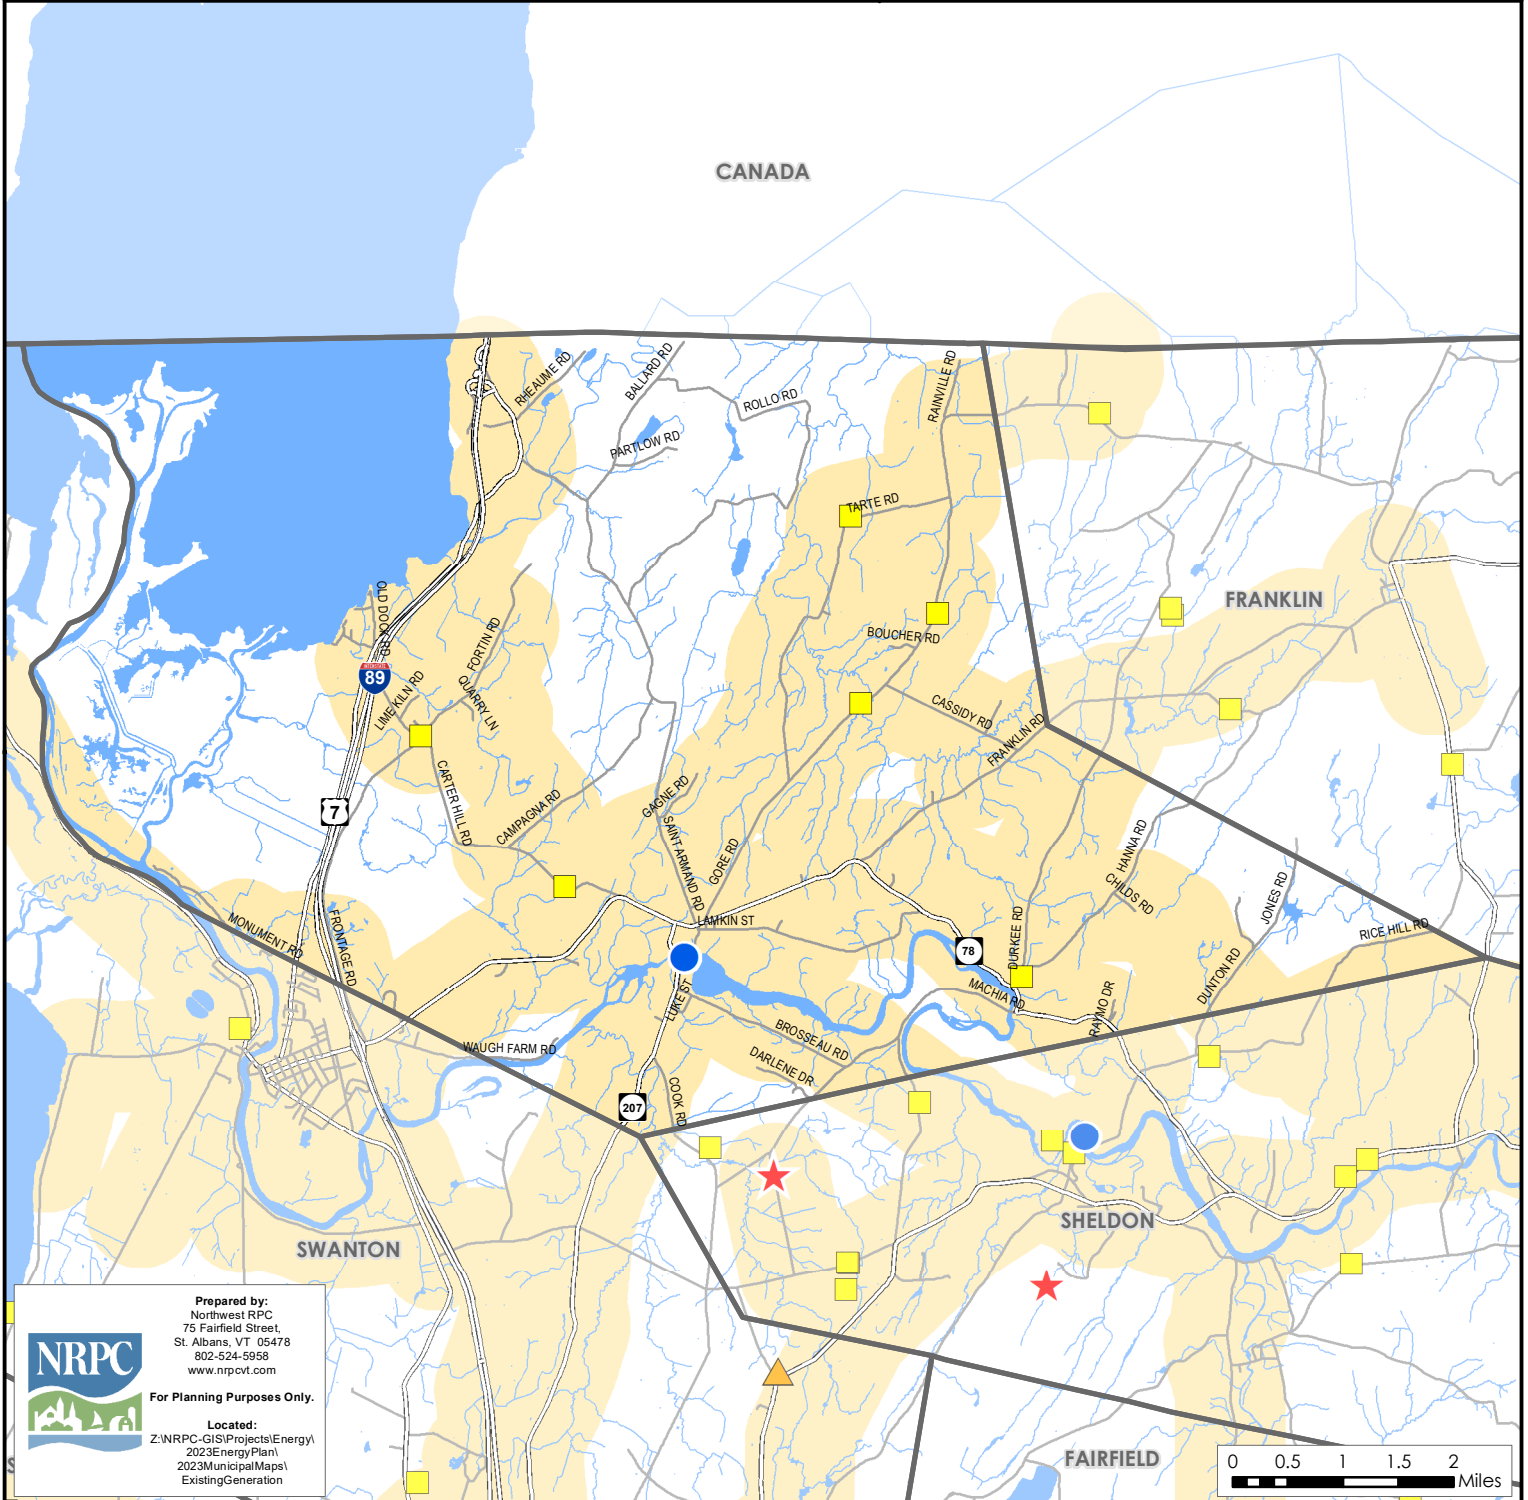 CANADA
RHEAUME RD
BALLARD RD
ROLLO RD
PARTLOW RD
RAINVILLE RD
TARTE RD
OLD DOCK RD
FORTIN RD
QUARRY LN
LIME KILN RD
INTERSTATE
89
BOUCHER RD
FRANKLIN
CASSIDY RD
FRANKLIN RD
7
CARTER HILL RD
CAMPAGNA RD
GAGNE RD
SAINT ARMAND RD
GORE RD
HANNA RD
CHILDS RD
JONES RD
RICE HILL RD
LAMKIN ST
MONUMENT RD
FRONTAGE RD
78
DURKEE RD
DUNTON RD
MACHIA RD
RAYMO DR
LUKE ST
BROSSEAU RD
WAUGH FARM RD
DARLENE DR
COOK RD
207
SHELDON
SWANTON
FAIRFIELD
S
NRPC
Prepared by:
Northwest RPC
75 Fairfield Street,
St. Albans, VT 05478
802-524-5958
www.nrpcvt.com
For Planning Purposes Only.
Located:
Z:\NRPC-GIS\Projects\Energy\
2023EnergyPlan\
2023MunicipalMaps\
ExistingGeneration
0 0.5 1 1.5 2
Miles